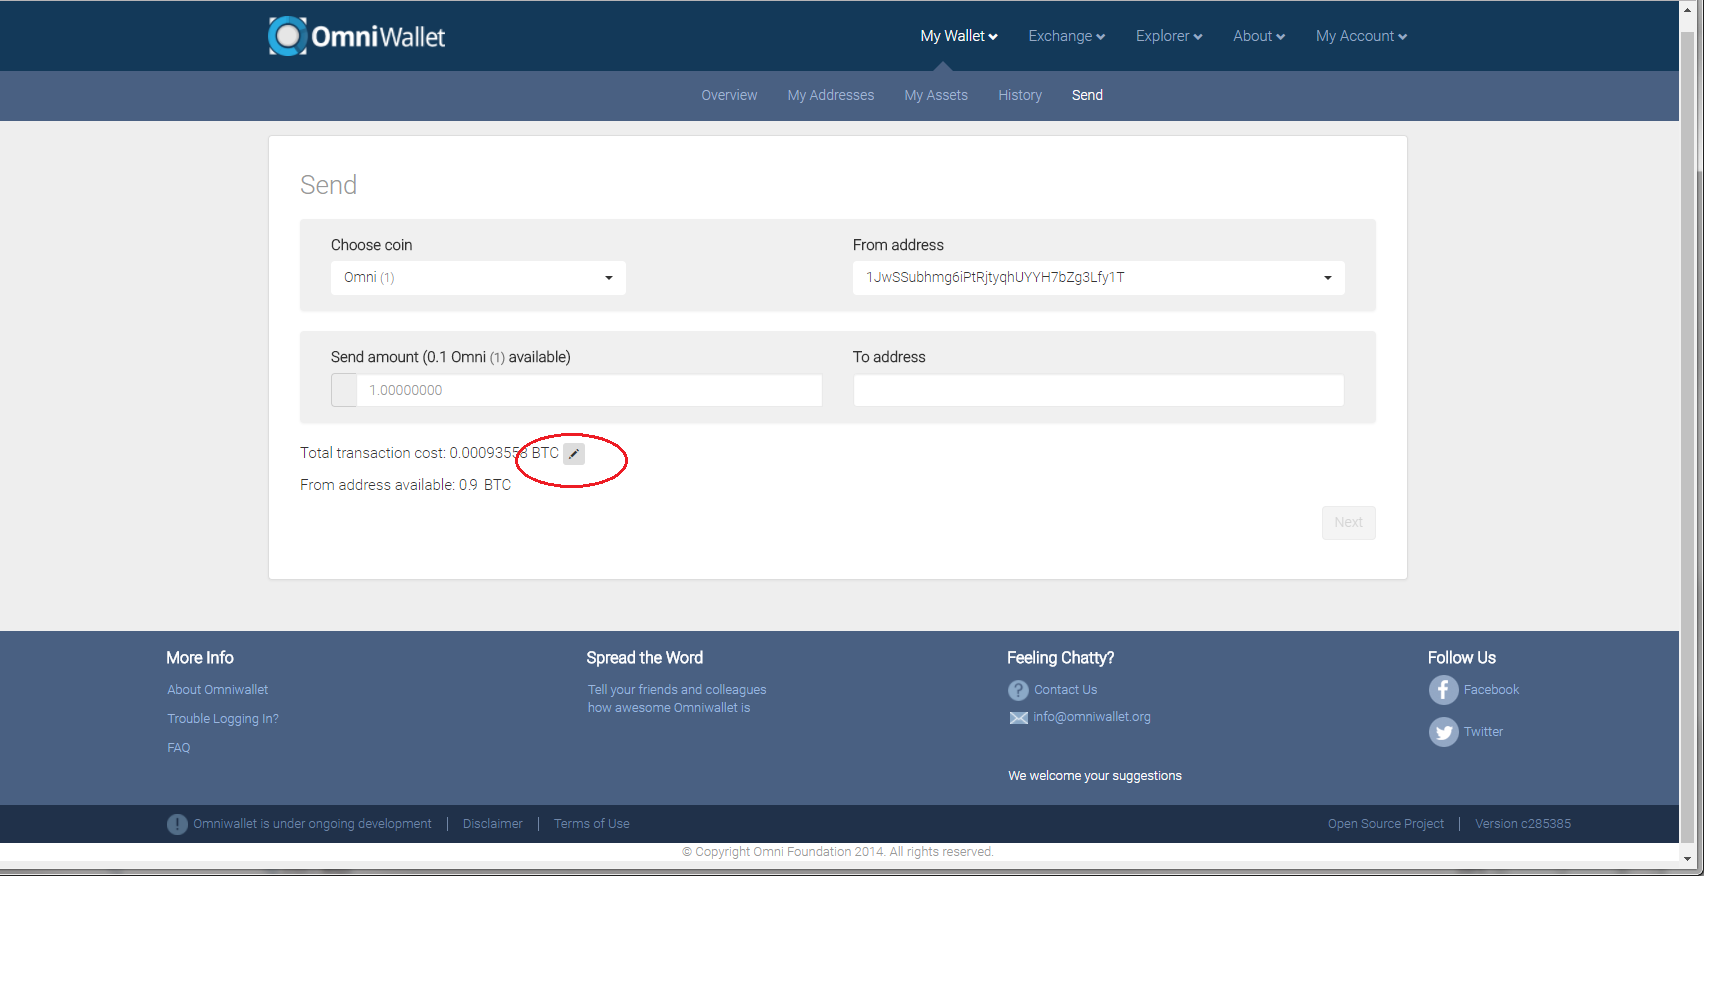 OmniWallet
My Wallet Exchange Explorer About My Account
Overview My Addresses My Assets History Send
Send
Choose coin From address
Omni (1) 1JwSSubhmg6iPtRjtyqhUYYH7bZg3Lfy1T
Send amount (0.1 Omni (1) available) To address
1.00000000
Total transaction cost: 0.00093553 BTC
From address available: 0.9 BTC
Next
More Info Spread the Word Feeling Chatty? Follow Us
About Omniwallet Tell your friends and colleagues Contact Us Facebook
how awesome Omniwallet is
Trouble Logging In? info@omniwallet.org Twitter
FAQ
We welcome your suggestions
Omniwallet is under ongoing development | Disclaimer | Terms of Use Open Source Project | Version c285385
© Copyright Omni Foundation 2014. All rights reserved.